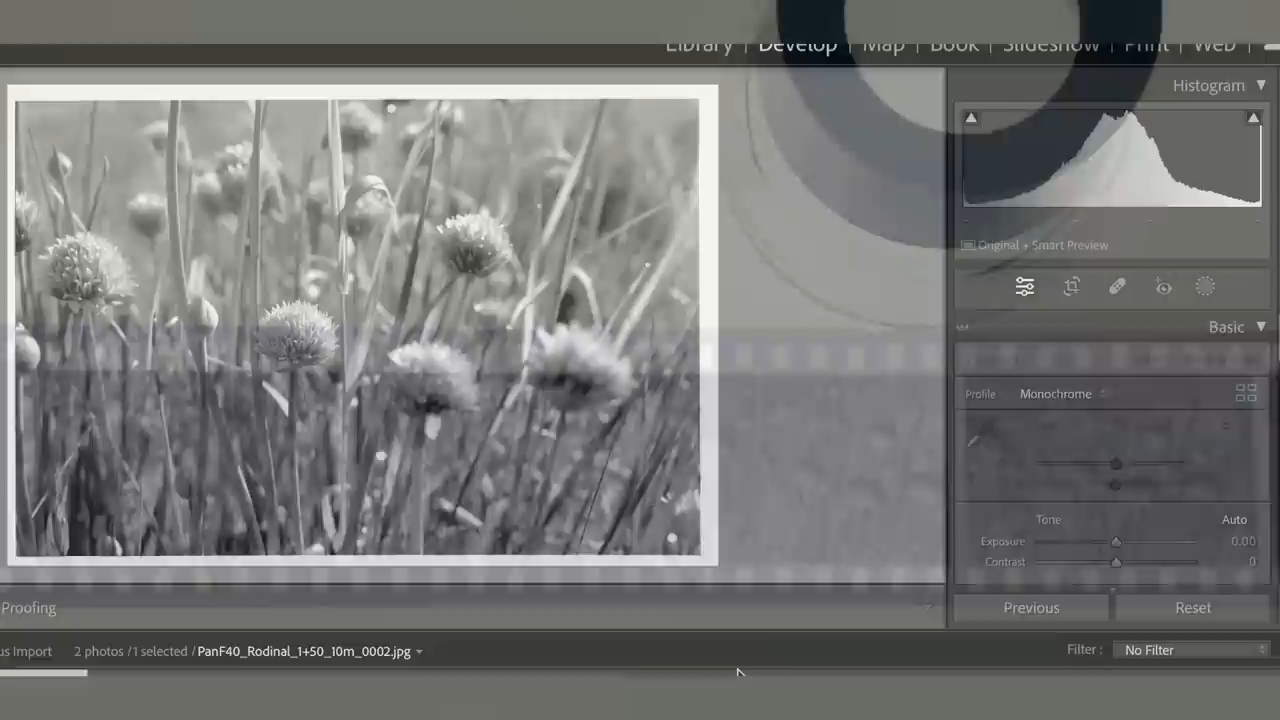 Library | Develop | Map | Book | Slideshow | Print | Web |
Histogram
Original + Smart Preview
Basic
Profile Monochrome
Tone Auto
Exposure 0.00
Contrast 0
Previous Reset
Proofing
us Import 2 photos /1 selected /PanF40_Rodinal_1+50_10m_0002.jpg
Filter : No Filter